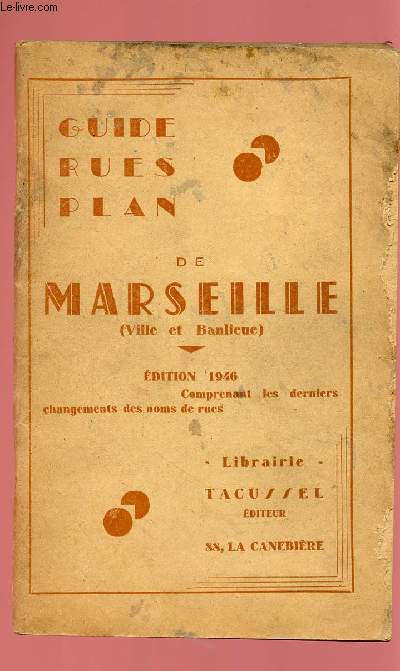 Le-livre.com
GUIDE
RUES
PLAN
DE
MARSEILLE
(Ville et Banlieue)
ÉDITION 1946
Comprenant les derniers
changements des noms de rues
- Librairie -
TACUSSEL
ÉDITEUR
88, LA CANEBIÈRE